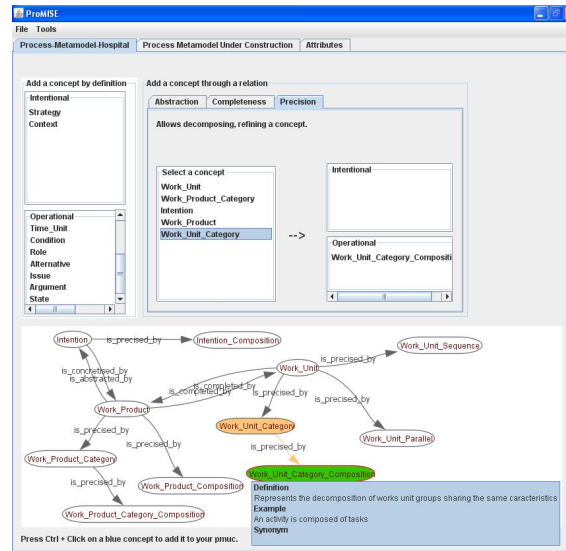 ProMISE
File Tools
Process-Metamodel-Hospital Process Metamodel Under Construction Attributes
Add a concept by definition
Intentional
Strategy
Context
Operational
Time_Unit
Condition
Role
Alternative
Issue
Argument
State
Add a concept through a relation
Abstraction Completeness Precision
Allows decomposing, refining a concept.
Select a concept
Work_Unit
Work_Product_Category
Intention
Work_Product
Work_Unit_Category
-->
Intentional
Operational
Work_Unit_Category_Compositi
Intention
is_precised_by
Intention_Composition
Work_Unit_Sequence
is_precised_by
Work_Unit
is_concretised_by
is_abstracted_by
is_completed_by
is_completed_by
is_precised_by
is_precised_by
Work_Product
Work_Unit_Category
Work_Unit_Parallel
is_precised_by
is_precised_by
is_precised_by
Work_Product_Category
Work_Unit_Category_Composition
is_precised_by
Work_Product_Composition
Work_Product_Category_Composition
Definition
Represents the decomposition of works unit groups sharing the same caracteristics
Example
An activity is composed of tasks
Synonym
Press Ctrl + Click on a blue concept to add it to your pmuc.